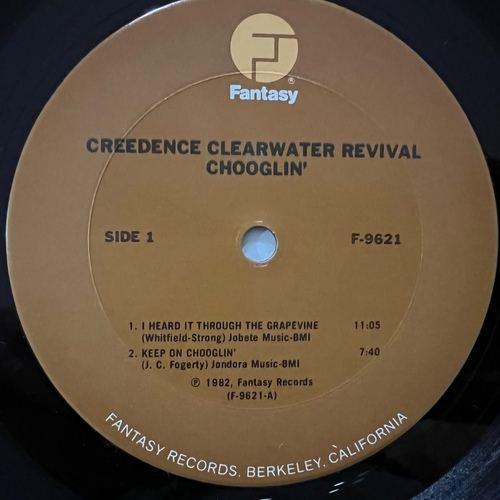 Fantasy
®
CREEDENCE CLEARWATER REVIVAL
CHOOGLIN'
SIDE 1 F-9621
1. I HEARD IT THROUGH THE GRAPEVINE 11:05
(Whitfield-Strong) Jobete Music-BMI
2. KEEP ON CHOOGLIN' 7:40
(J. C. Fogerty) Jondora Music-BMI
℗ 1982, Fantasy Records
(F-9621-A)
FANTASY RECORDS, BERKELEY, CALIFORNIA